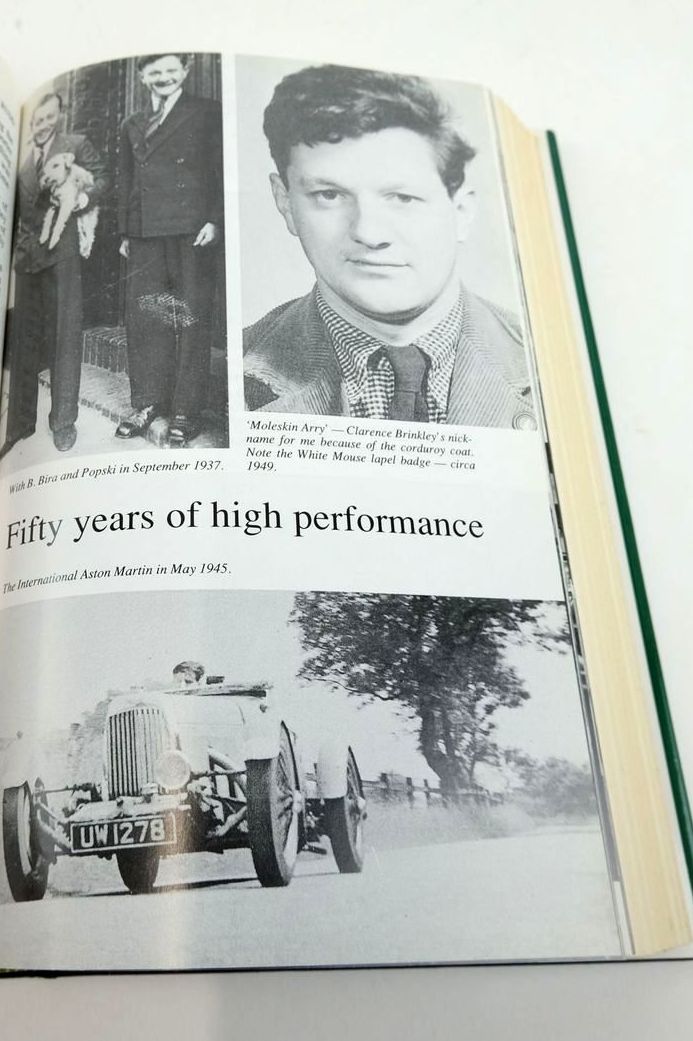 With B. Bira and Popski in September 1937.
'Moleskin Arry' — Clarence Brinkley's nick-
name for me because of the corduroy coat.
Note the White Mouse lapel badge — circa
1949.
Fifty years of high performance
The International Aston Martin in May 1945.
UW 1278